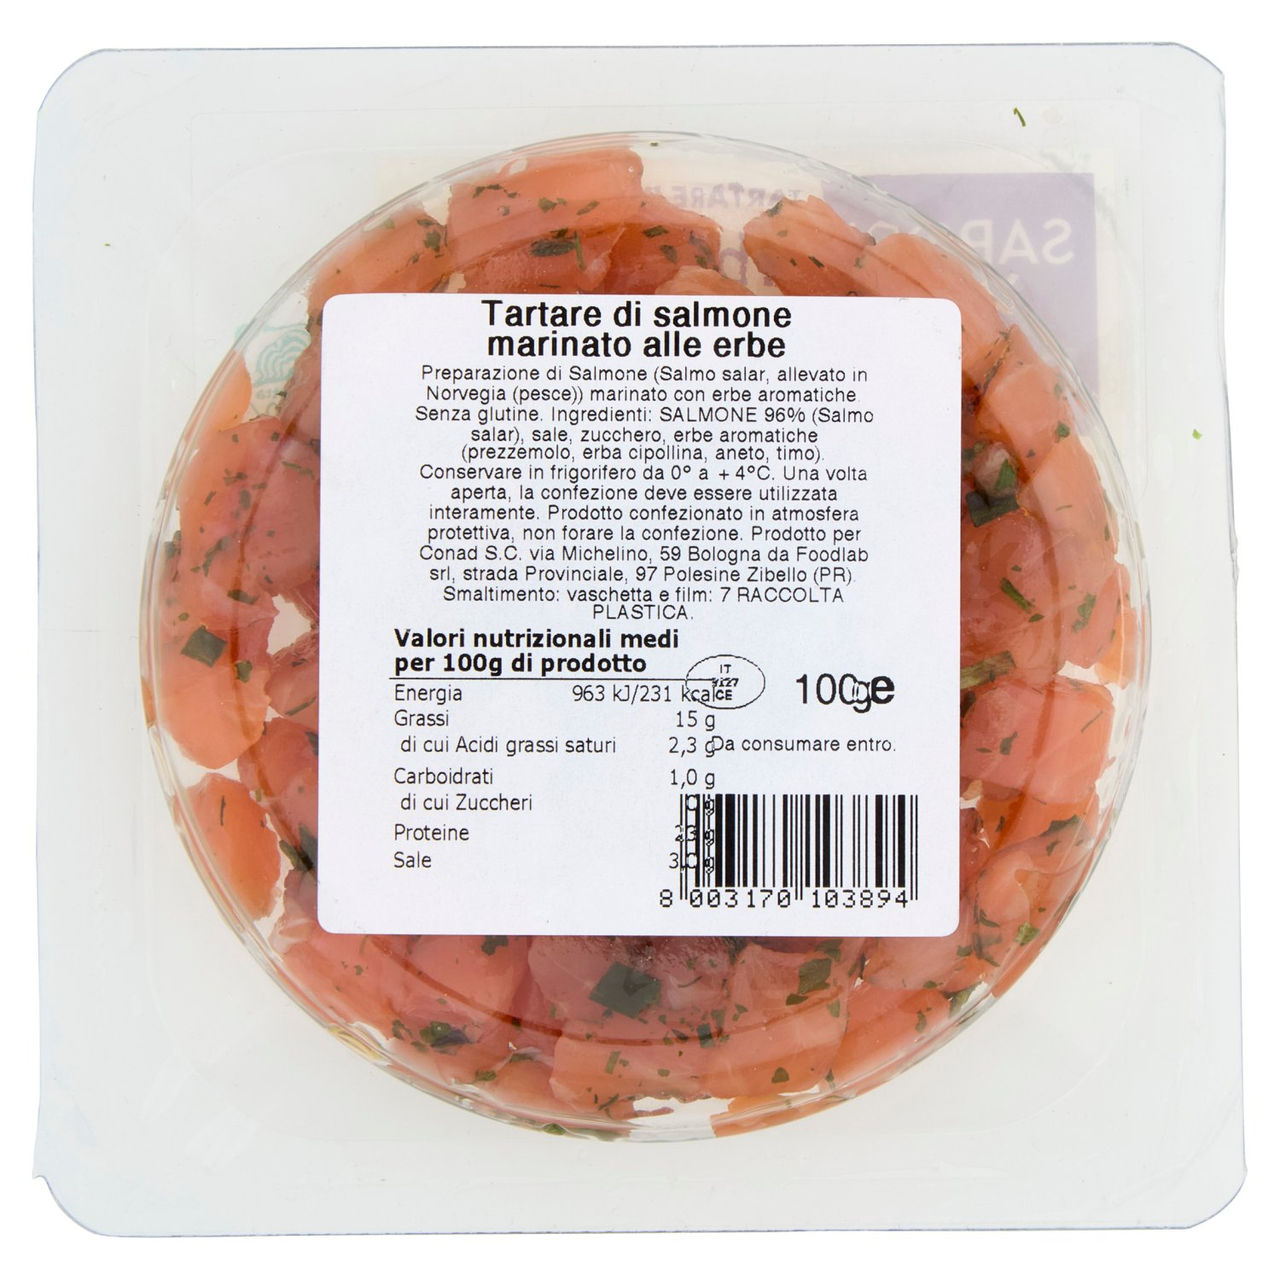 Tartare di salmone
marinato alle erbe
Preparazione di Salmone (Salmo salar, allevato in
Norvegia (pesce)) marinato con erbe aromatiche.
Senza glutine. Ingredienti: SALMONE 96% (Salmo
salar), sale, zucchero, erbe aromatiche
(prezzemolo, erba cipollina, aneto, timo).
Conservare in frigorifero da 0° a +4°C. Una volta
aperta, la confezione deve essere utilizzata
interamente. Prodotto confezionato in atmosfera
protettiva, non forare la confezione. Prodotto per
Conad S.C. via Michelino, 59 Bologna da Foodlab
srl, strada Provinciale, 97 Polesine Zibello (PR).
Smaltimento: vaschetta e film: 7 RACCOLTA
PLASTICA.
Valori nutrizionali medi
per 100g di prodotto
IT
CE
100g e
Energia 963 kJ/231 kcal
Grassi 15 g
di cui Acidi grassi saturi 2,3 g
Da consumare entro.
Carboidrati 1,0 g
di cui Zuccheri
Proteine
Sale 3,0 g
8 003170 103894
TARTARE